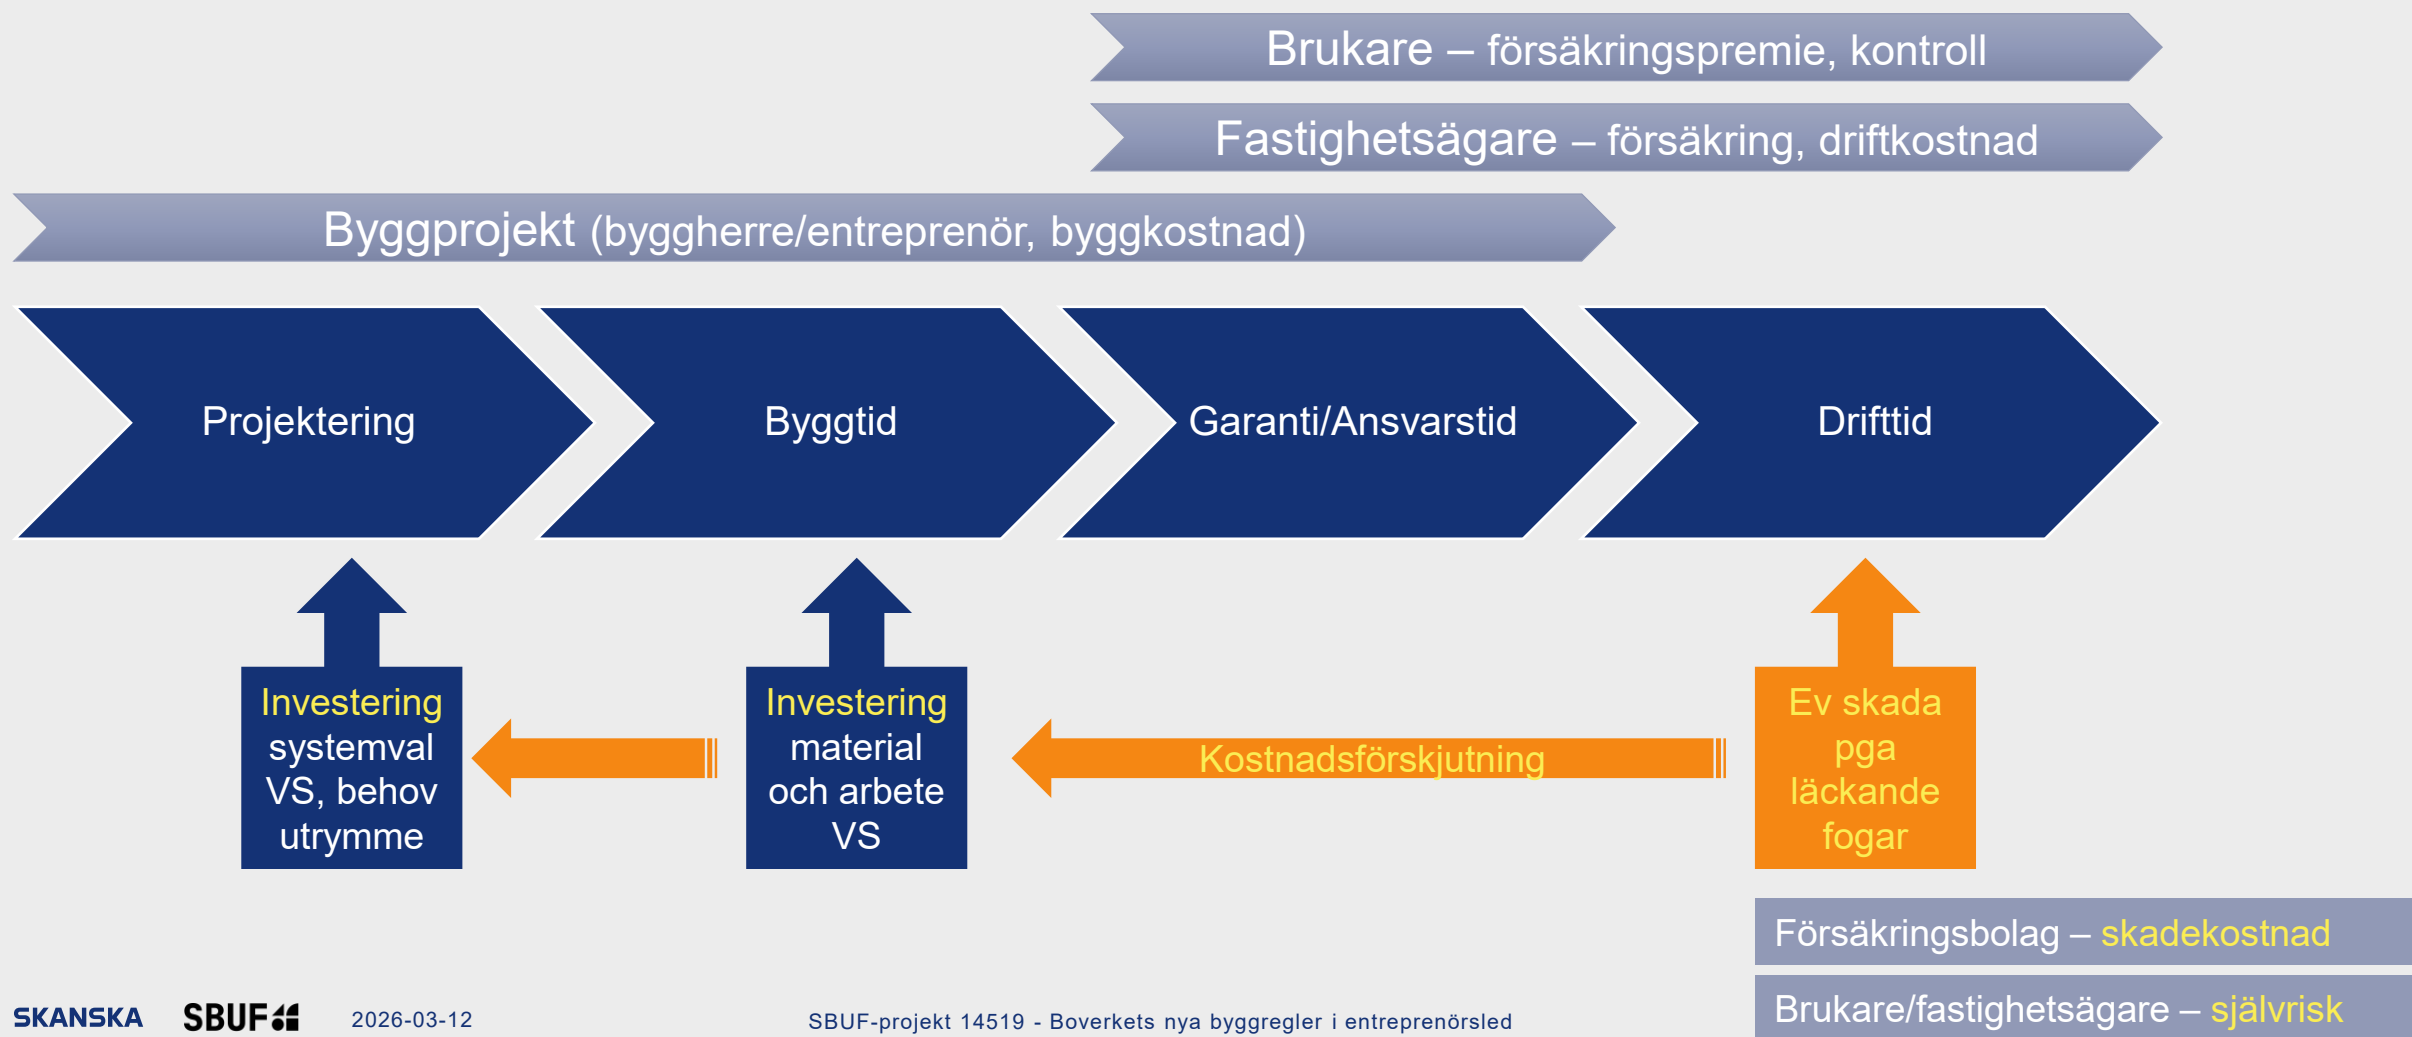 Brukare – försäkringspremie, kontroll
Fastighetsägare – försäkring, driftkostnad
Byggprojekt (byggherre/entreprenör, byggkostnad)
Projektering
Byggtid
Garanti/Ansvarstid
Drifttid
Investering
systemval
VS, behov
utrymme
Investering
material
och arbete
VS
Kostnadsförskjutning
Ev skada
pga
läckande
fogar
Försäkringsbolag – skadekostnad
Brukare/fastighetsägare – självrisk
SKANSKA
SBUF
2026-03-12
SBUF-projekt 14519 - Boverkets nya byggregler i entreprenörsled